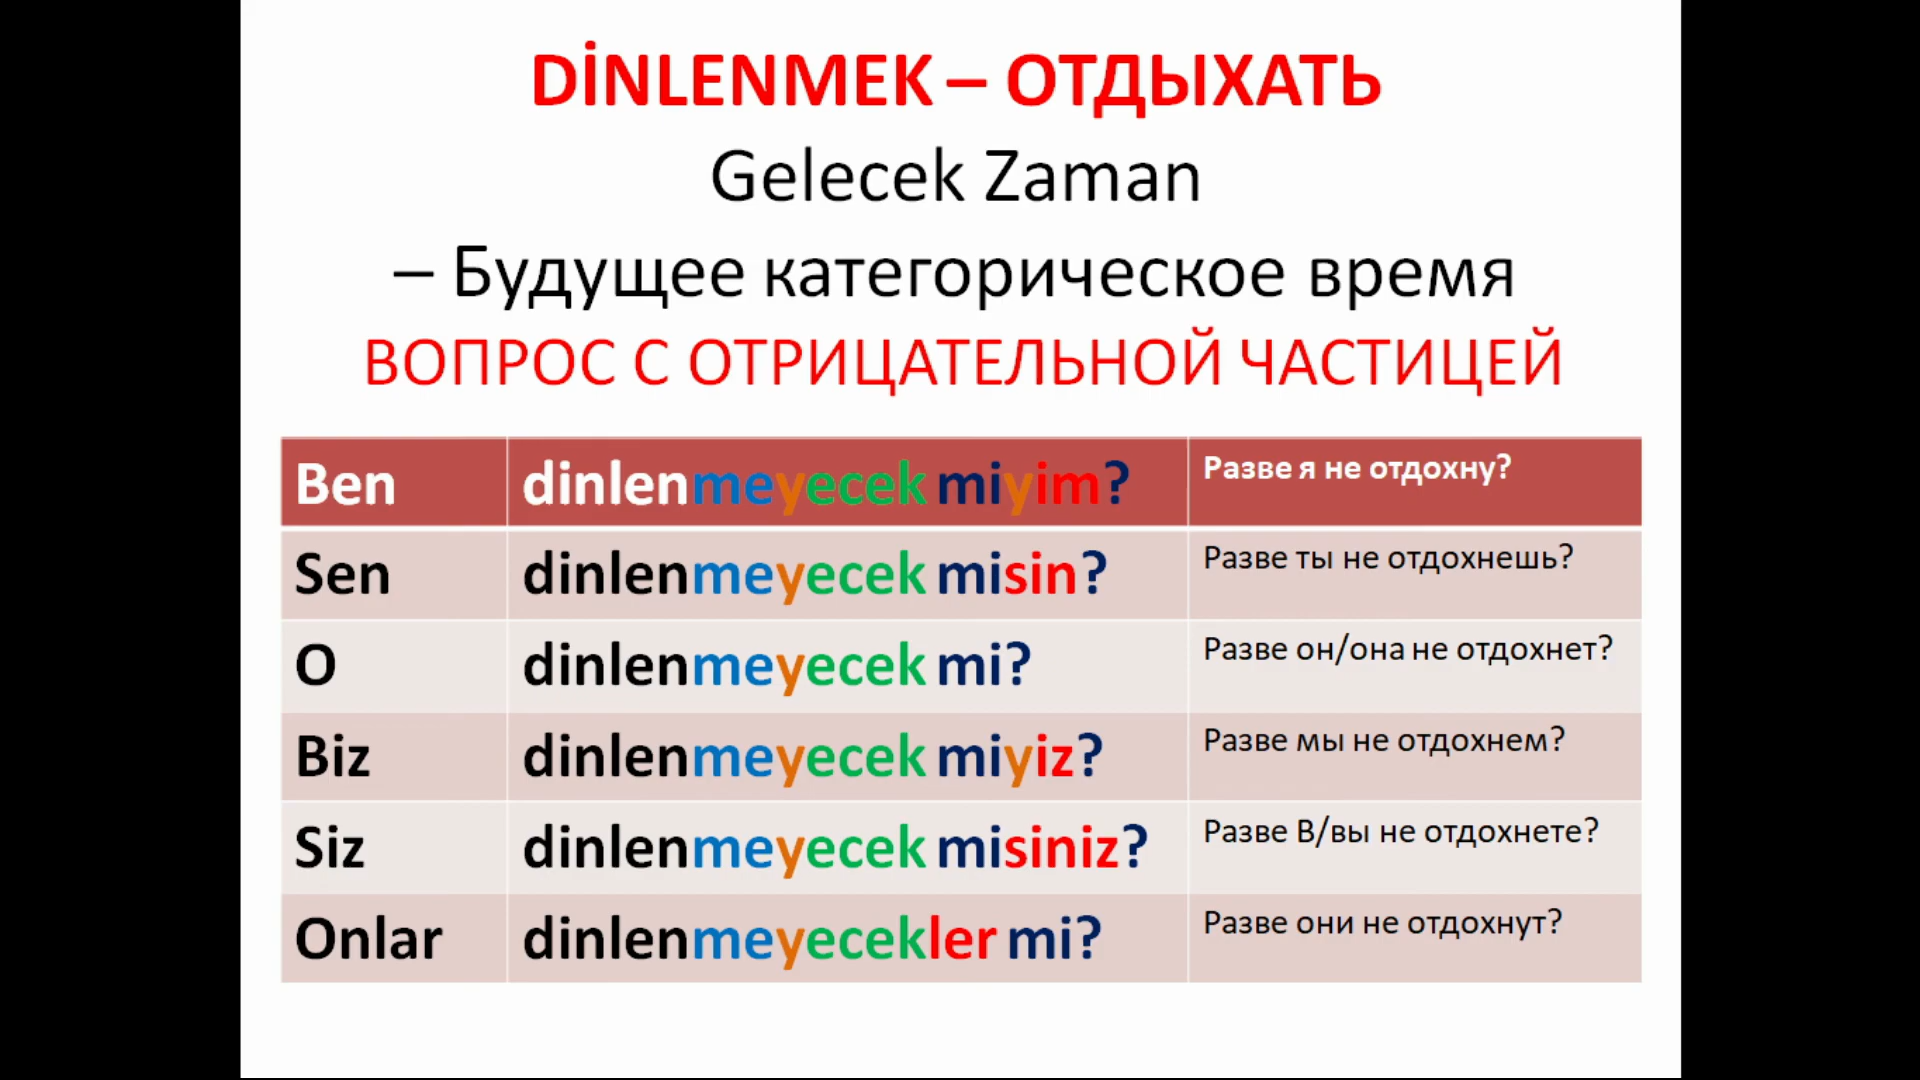 DİNLENMEK – ОТДЫХАТЬ
Gelecek Zaman
– Будущее категорическое время
ВОПРОС С ОТРИЦАТЕЛЬНОЙ ЧАСТИЦЕЙ
Ben dinlenmeyecek miyim? Разве я не отдохну?
Sen dinlenmeyecek misin? Разве ты не отдохнешь?
O dinlenmeyecek mi? Разве он/она не отдохнет?
Biz dinlenmeyecek miyiz? Разве мы не отдохнем?
Siz dinlenmeyecek misiniz? Разве В/вы не отдохнете?
Onlar dinlenmeyecekler mi? Разве они не отдохнут?